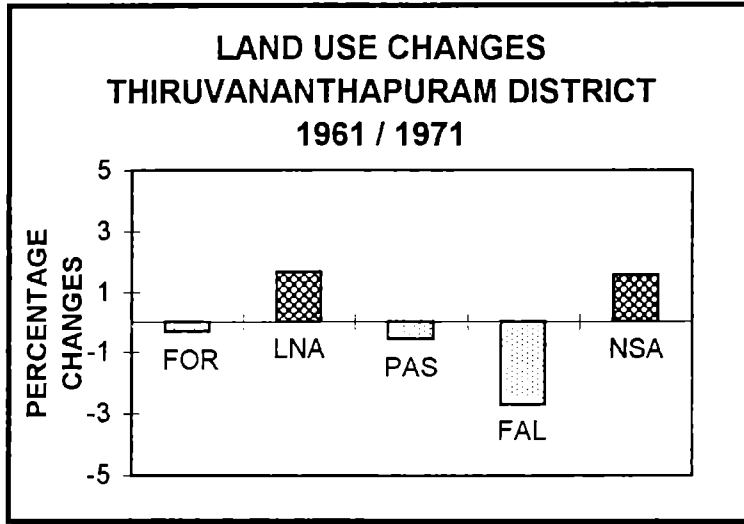 LAND USE CHANGES
THIRUVANANTHAPURAM DISTRICT
1961 / 1971
PERCENTAGE
CHANGES
5
3
1
-1
-3
-5
FOR
LNA
PAS
FAL
NSA